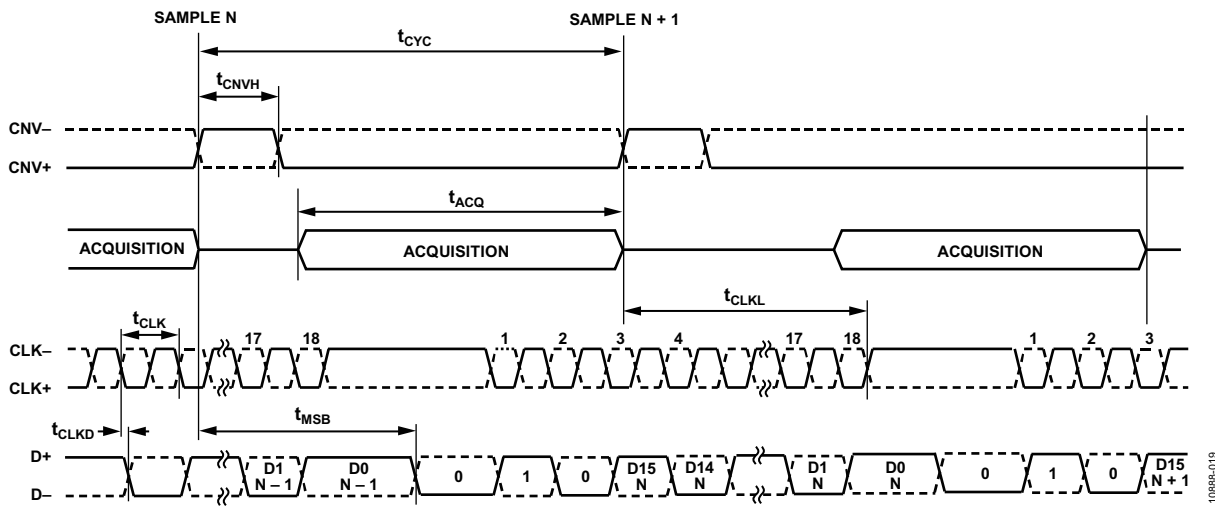 SAMPLE N
SAMPLE N + 1
tCYC
tCNVH
CNV–
CNV+
tACQ
ACQUISITION
ACQUISITION
ACQUISITION
tCLKL
tCLK
17
18
1
2
3
4
17
18
1
2
3
CLK–
CLK+
tMSB
tCLKD
D+
D–
D1
N – 1
D0
N – 1
0
1
0
D15
N
D14
N
D1
N
D0
N
0
1
0
D15
N + 1
10888-019